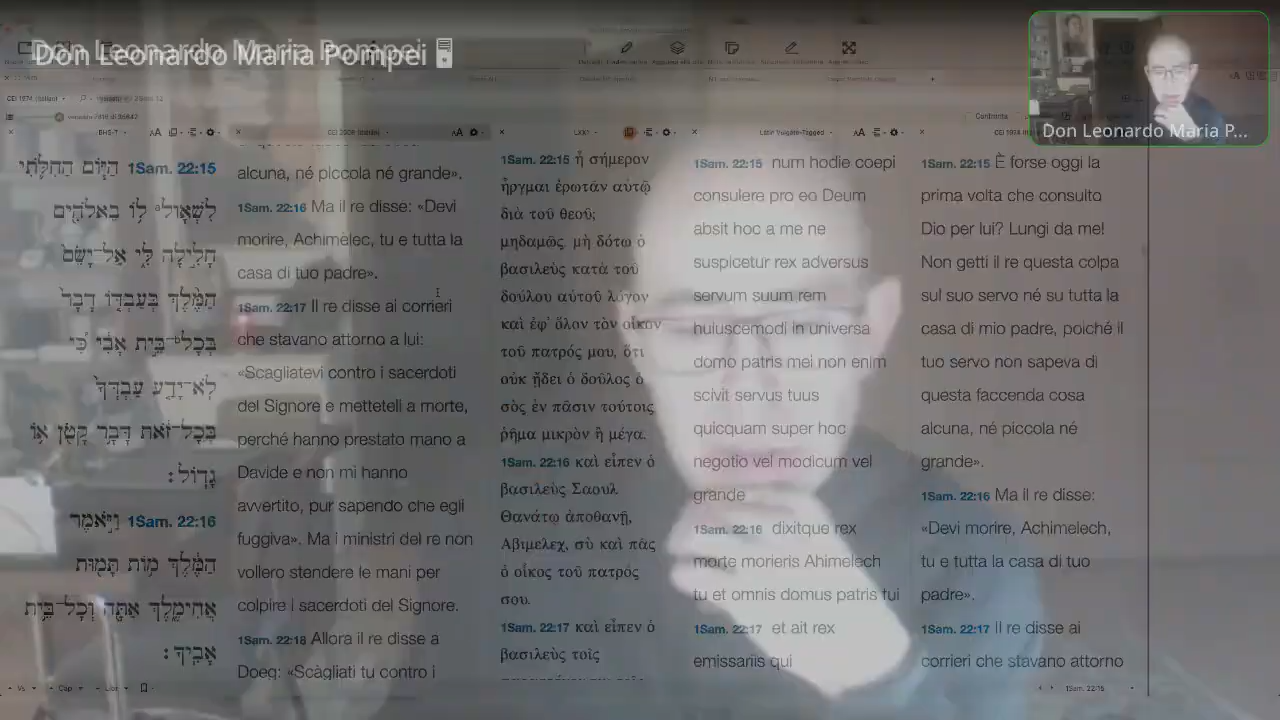 Don Leonardo Maria Pompei
Don Leonardo Maria P...
CEI 1974 (Italian)
Confronta
BHS-T
CEI 2008 (Italian)
LXX
Latin Vulgate-Tagged
1Sam. 22:15 הֲיּ֧וֹם הַחִלֹּ֛תִי
לִשְׁאָול־ ל֥וֹ בֵאלֹהִ֖ים
חָלִ֣ילָה לִּ֑י אַל־יָשֵׂם֩
הַמֶּ֨לֶךְ בְּעַבְדּ֤וֹ דָבָר֙
בְּכָל־בֵּ֣ית אָבִ֔י כִּ֠י
לֹֽא־יָדַ֤ע עַבְדְּךָ֙
בְּכָל־זֹ֔את דָּבָ֥ר קָטֹ֖ן א֥וֹ
גָדֽוֹל׃
1Sam. 22:16 וַיֹּ֣אמֶר
הַמֶּ֔לֶךְ מ֥וֹת תָּמ֖וּת
אֲחִימֶ֑לֶךְ אַתָּ֖ה וְכָל־בֵּ֥ית
אָבִֽיךָ׃
alcuna, né piccola né grande».
1Sam. 22:16 Ma il re disse: «Devi
morire, Achimèlec, tu e tutta la
casa di tuo padre».
1Sam. 22:17 Il re disse ai corrieri
che stavano attorno a lui:
«Scagliatevi contro i sacerdoti
del Signore e metteteli a morte,
perché hanno prestato mano a
Davide e non mi hanno
avvertito, pur sapendo che egli
fuggiva». Ma i ministri del re non
vollero stendere le mani per
colpire i sacerdoti del Signore.
1Sam. 22:18 Allora il re disse a
Doeg: «Scàgliati tu contro i
1Sam. 22:15 ἦ σήμερον
ἦργμαι ἐρωτᾶν αὐτῷ
διὰ τοῦ θεοῦ;
μηδαμῶς. μὴ δότω ὁ
βασιλεὺς κατὰ τοῦ
δούλου αὐτοῦ λόγον
καὶ ἐφ᾽ ὅλον τὸν οἶκον
τοῦ πατρός μου, ὅτι
οὐκ ᾔδει ὁ δοῦλος ὁ
σὸς ἐν πᾶσιν τούτοις
ῥῆμα μικρὸν ἢ μέγα.
1Sam. 22:16 καὶ εἶπεν ὁ
βασιλεὺς Σαουλ
Θανάτῳ ἀποθανῇ,
Αβιμελεχ, σὺ καὶ πᾶς
ὁ οἶκος τοῦ πατρός
σου.
1Sam. 22:17 καὶ εἶπεν ὁ
βασιλεὺς τοῖς
1Sam. 22:15 num hodie coepi
consulere pro eo Deum
absit hoc a me ne
suspicetur rex adversus
servum suum rem
huiuscemodi in universa
domo patris mei non enim
scivit servus tuus
quicquam super hoc
negotio vel modicum vel
grande
1Sam. 22:16 dixitque rex
morte morieris Ahimelech
tu et omnis domus patris tui
1Sam. 22:17 et ait rex
emissariis qui
1Sam. 22:15 È forse oggi la
prima volta che consulto
Dio per lui? Lungi da me!
Non getti il re questa colpa
sul suo servo né su tutta la
casa di mio padre, poiché il
tuo servo non sapeva di
questa faccenda cosa
alcuna, né piccola né
grande».
1Sam. 22:16 Ma il re disse:
«Devi morire, Achimelech,
tu e tutta la casa di tuo
padre».
1Sam. 22:17 Il re disse ai
corrieri che stavano attorno